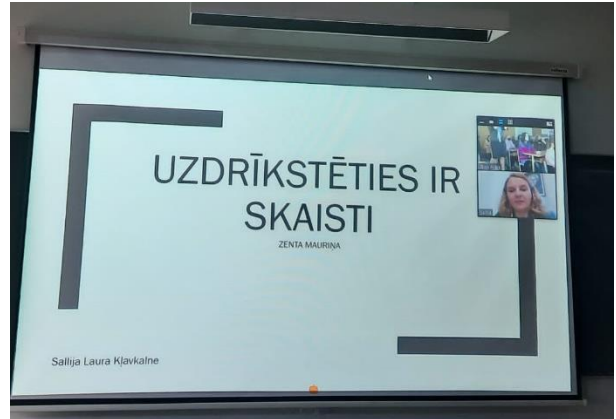 UZDRĪKSTĒTIES IR
SKAISTI
ZENTA MAURIŅA
Sallija Laura Kļavkalne